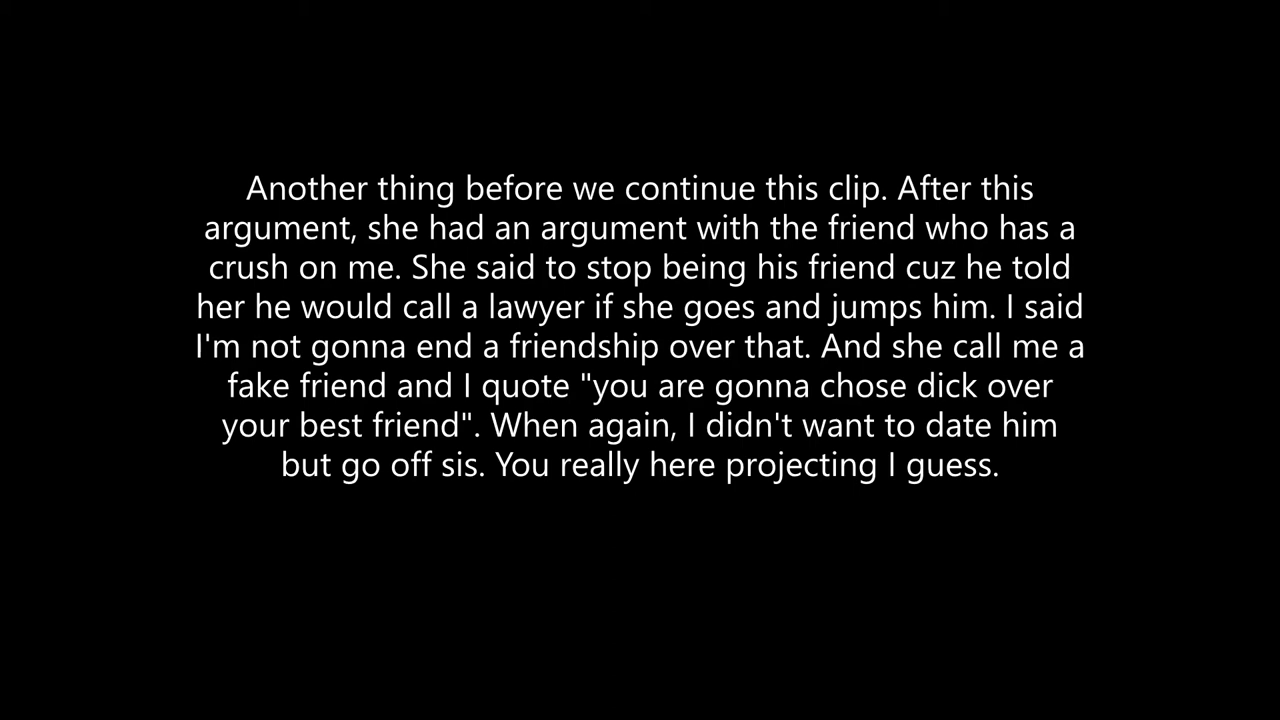 Another thing before we continue this clip. After this
argument, she had an argument with the friend who has a
crush on me. She said to stop being his friend cuz he told
her he would call a lawyer if she goes and jumps him. I said
I'm not gonna end a friendship over that. And she call me a
fake friend and I quote "you are gonna chose dick over
your best friend". When again, I didn't want to date him
but go off sis. You really here projecting I guess.